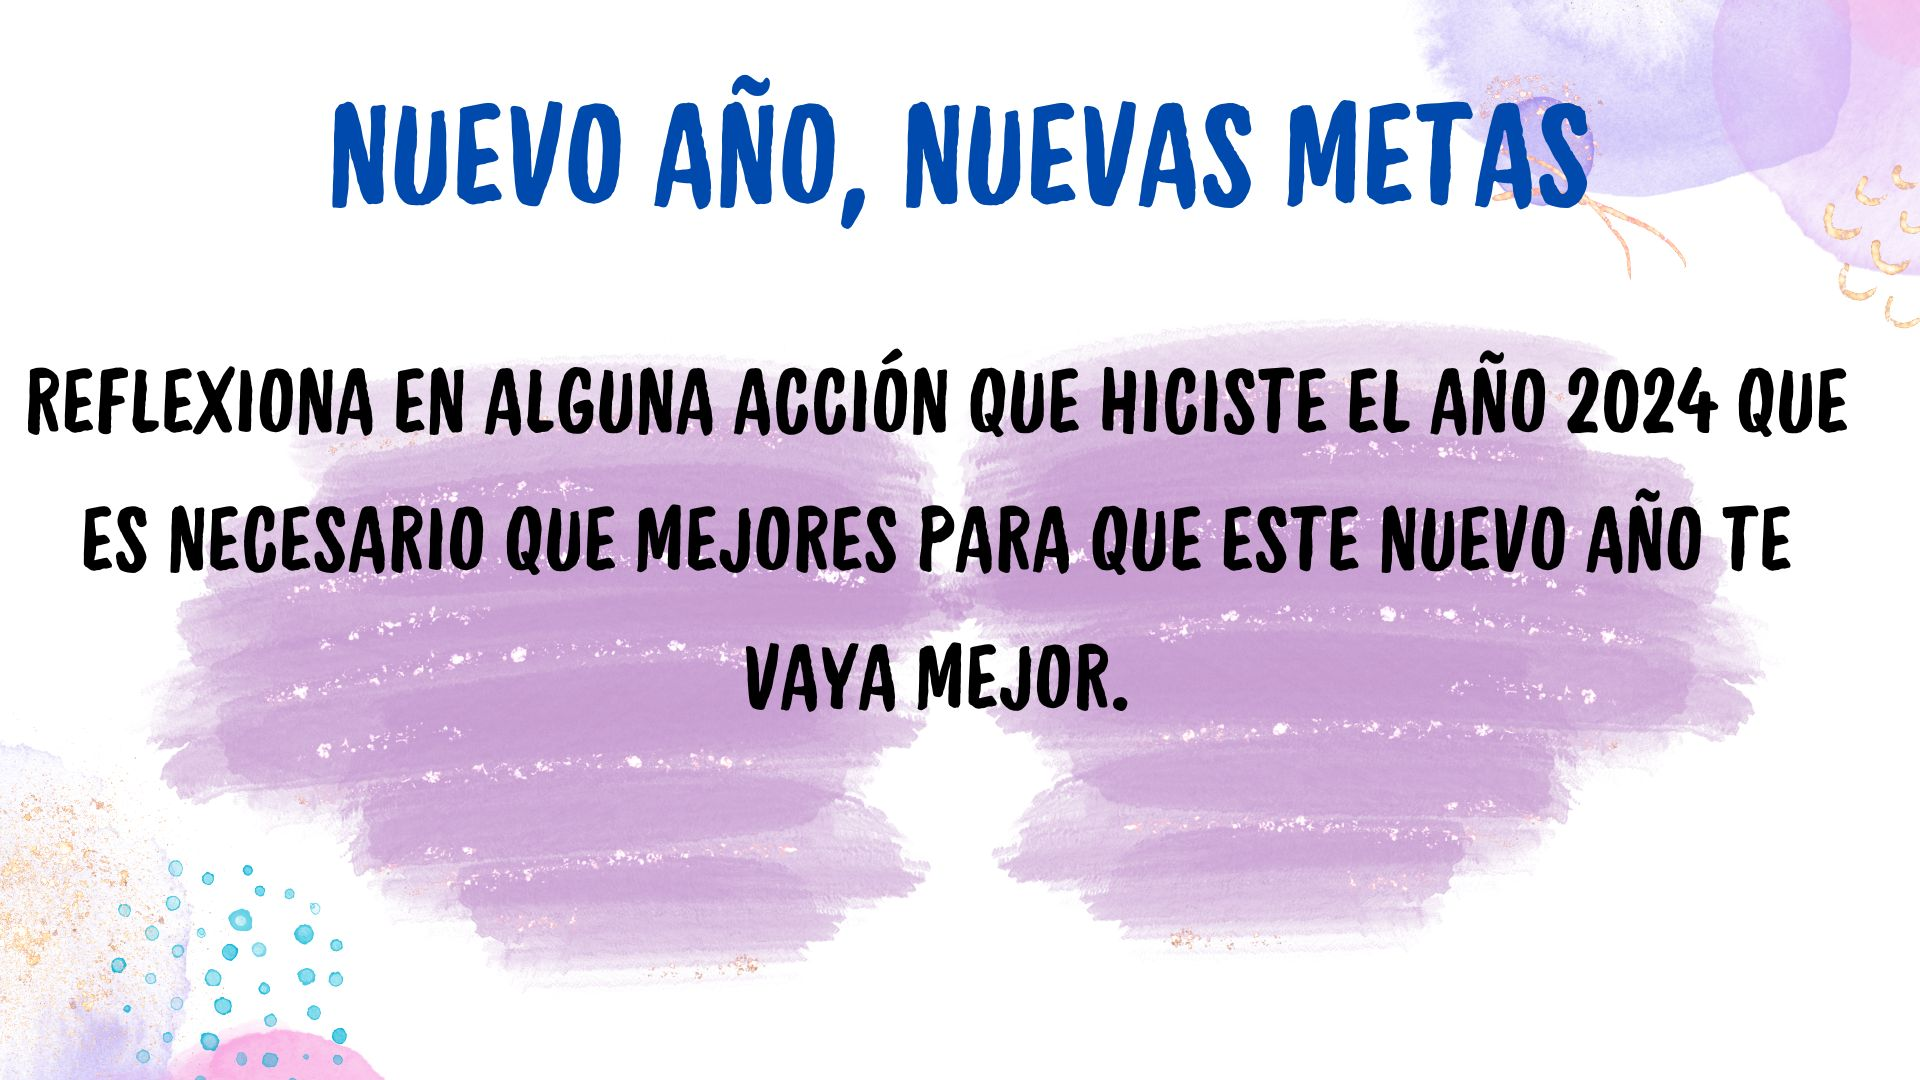 NUEVO AÑO, NUEVAS METAS
REFLEXIONA EN ALGUNA ACCIÓN QUE HICISTE EL AÑO 2024 QUE
ES NECESARIO QUE MEJORES PARA QUE ESTE NUEVO AÑO TE
VAYA MEJOR.